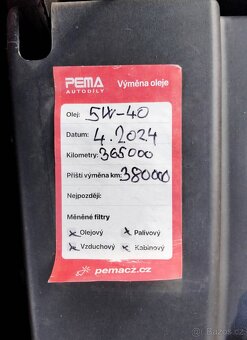 PEMA
AUTODÍLY
Výměna oleje
Olej: 5W-40
Datum: 4.2024
Kilometry: 365000
Příští výměna km: 380000
Nejpozději:
Měněné filtry
x Olejový x Palivový
x Vzduchový x Kabinový
pemacz.cz
Bazoš.cz